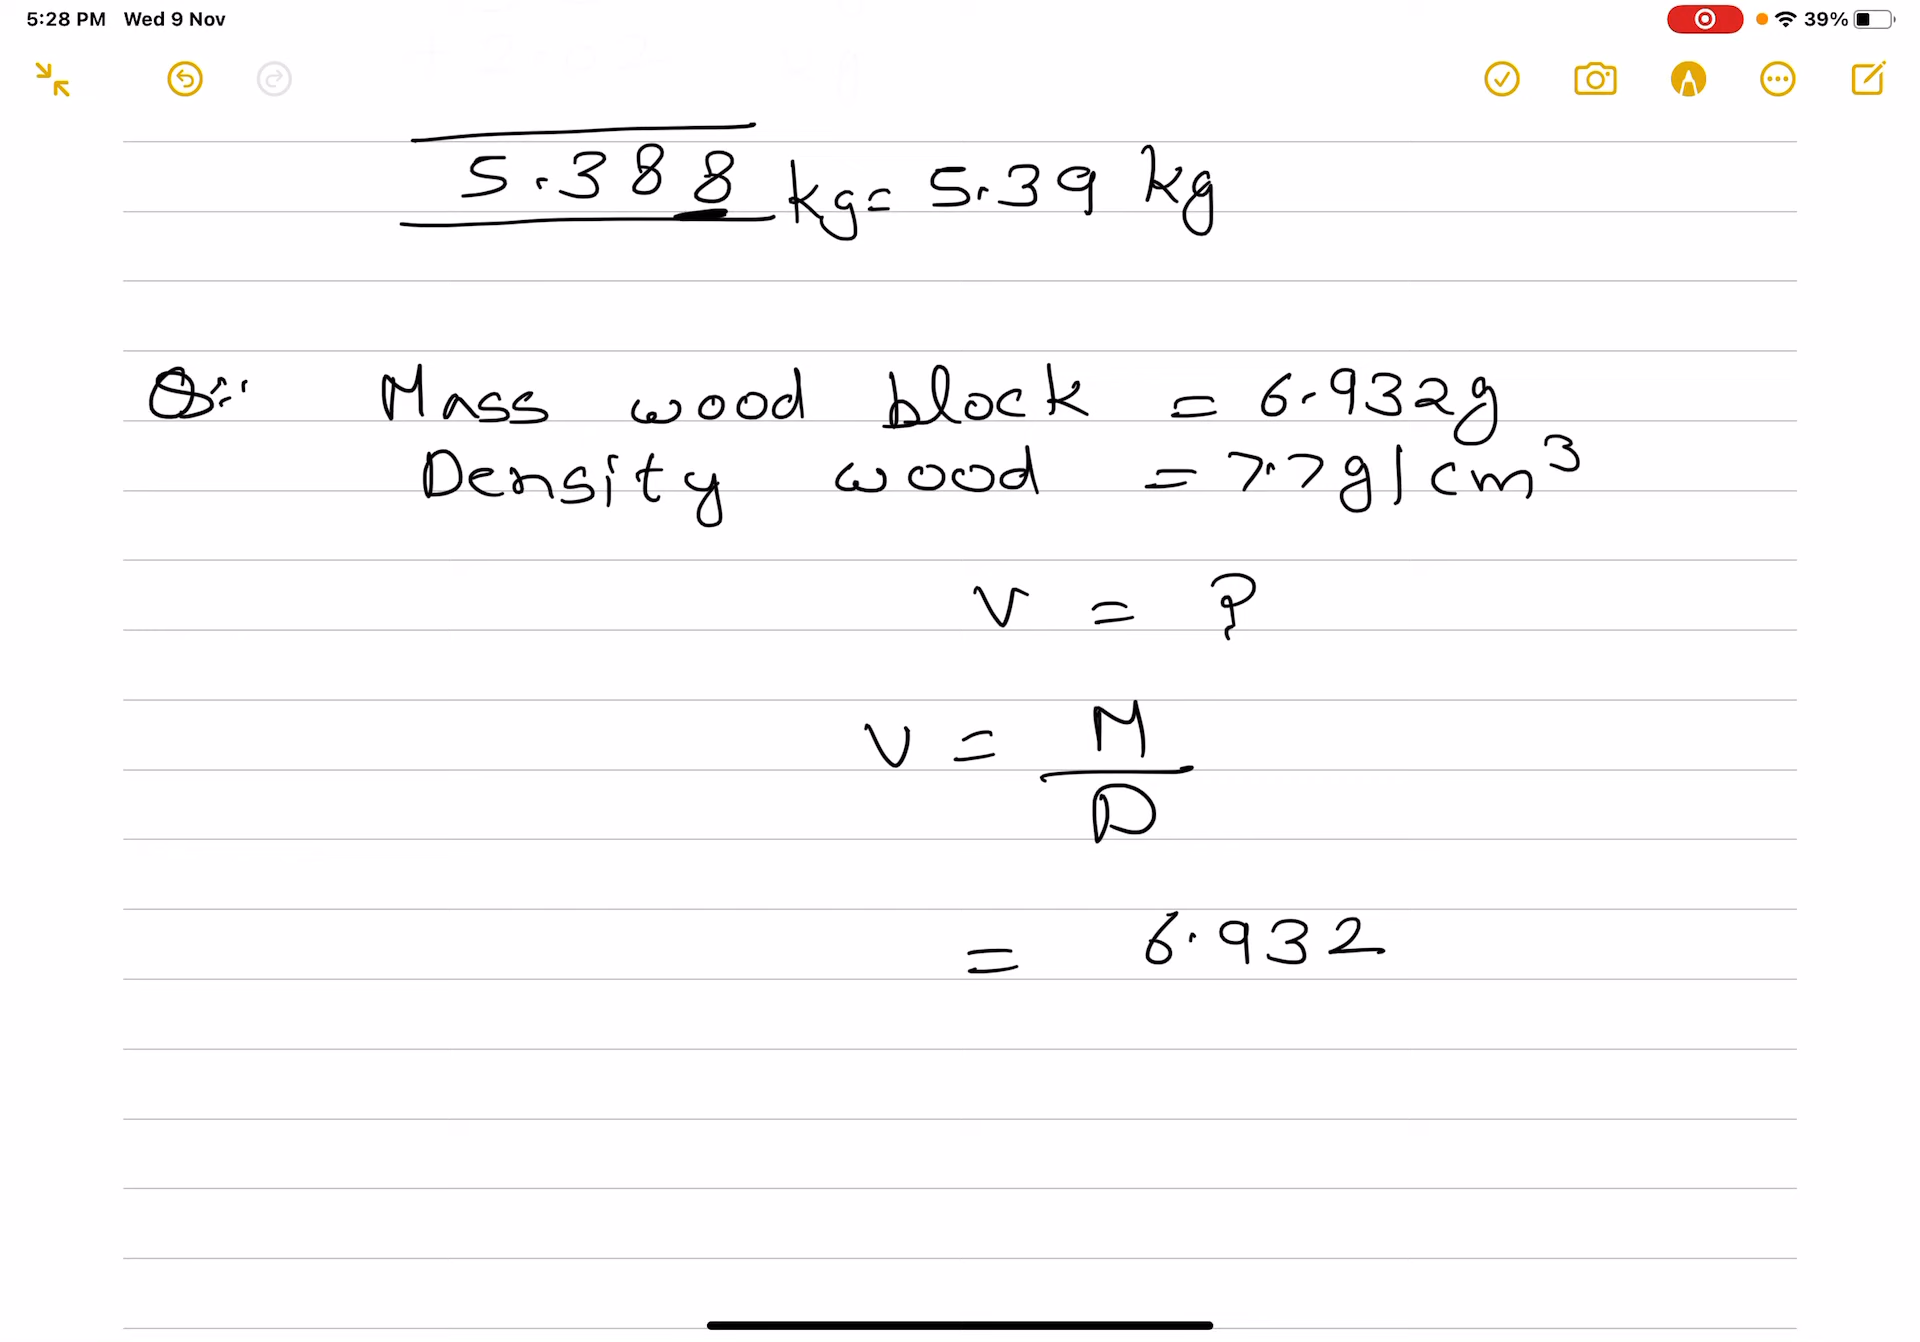 5:28 PM Wed 9 Nov 39%
5.388 kg = 5.39 kg
Q:- Mass wood block = 6.932g
Density wood = 7.7g/cm³
V = ?
V = M
D
= 6.932